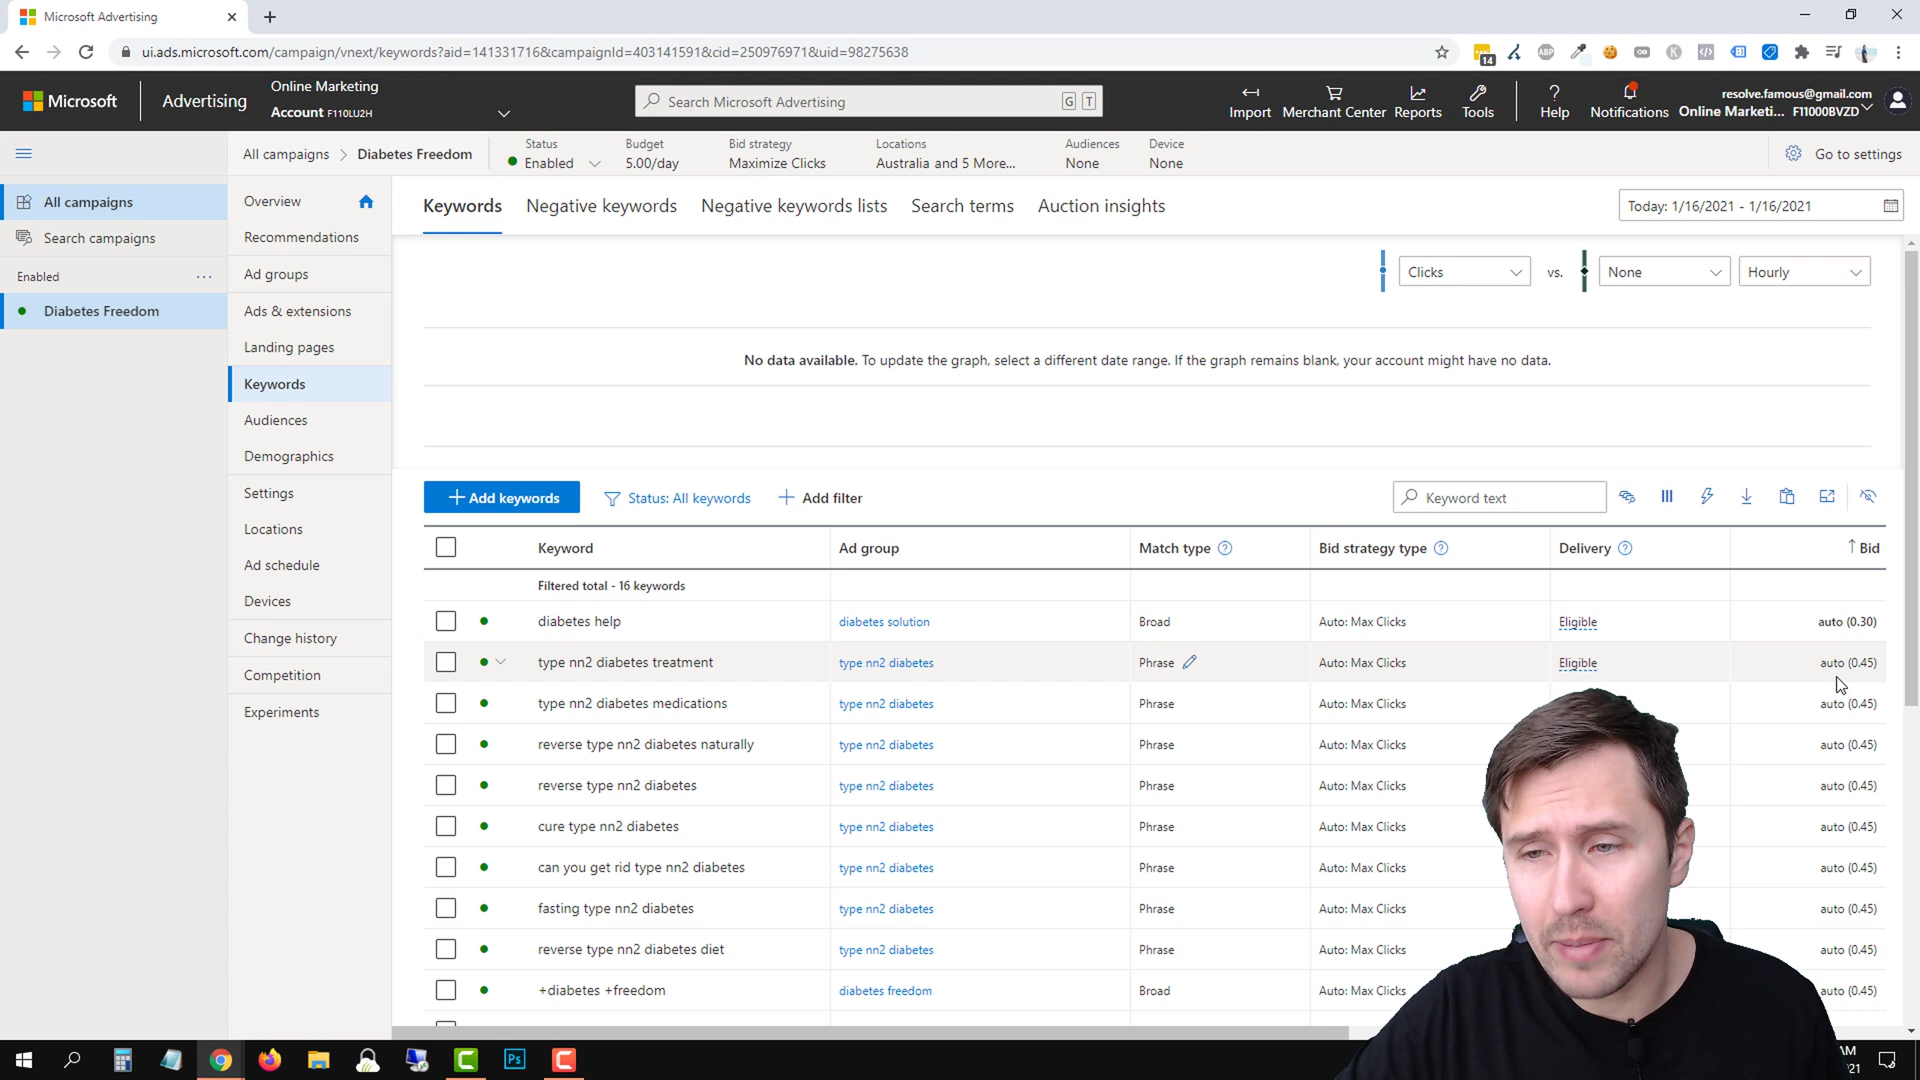 Microsoft Advertising
ui.ads.microsoft.com/campaign/vnext/keywords?aid=141331716&campaignId=403141591&cid=250976971&uid=98275638
ABP
14
K
Microsoft
Advertising
Online Marketing
Account F110LU2H
Search Microsoft Advertising
G T
Import
Merchant Center
Reports
Tools
Help
Notifications
resolve.famous@gmail.com
Online Marketi... F11000BVZD
All campaigns
Diabetes Freedom
Status
Enabled
Budget
5.00/day
Bid strategy
Maximize Clicks
Locations
Australia and 5 More...
Audiences
None
Device
None
Go to settings
All campaigns
Search campaigns
Enabled
Diabetes Freedom
Overview
Recommendations
Ad groups
Ads & extensions
Landing pages
Keywords
Audiences
Demographics
Settings
Locations
Ad schedule
Devices
Change history
Competition
Experiments
Keywords
Negative keywords
Negative keywords lists
Search terms
Auction insights
Today: 1/16/2021 - 1/16/2021
Clicks
vs.
None
Hourly
No data available. To update the graph, select a different date range. If the graph remains blank, your account might have no data.
Add keywords
Status: All keywords
Add filter
Keyword text
Keyword Ad group Match type Bid strategy type Delivery Bid
Filtered total - 16 keywords
diabetes help diabetes solution Broad Auto: Max Clicks Eligible auto (0.30)
type nn2 diabetes treatment type nn2 diabetes Phrase Auto: Max Clicks Eligible auto (0.45)
type nn2 diabetes medications type nn2 diabetes Phrase Auto: Max Clicks auto (0.45)
reverse type nn2 diabetes naturally type nn2 diabetes Phrase Auto: Max Clicks auto (0.45)
reverse type nn2 diabetes type nn2 diabetes Phrase Auto: Max Clicks auto (0.45)
cure type nn2 diabetes type nn2 diabetes Phrase Auto: Max Clicks auto (0.45)
can you get rid type nn2 diabetes type nn2 diabetes Phrase Auto: Max Clicks auto (0.45)
fasting type nn2 diabetes type nn2 diabetes Phrase Auto: Max Clicks auto (0.45)
reverse type nn2 diabetes diet type nn2 diabetes Phrase Auto: Max Clicks auto (0.45)
+diabetes +freedom diabetes freedom Broad Auto: Max Clicks auto (0.45)
Ps
AM
21